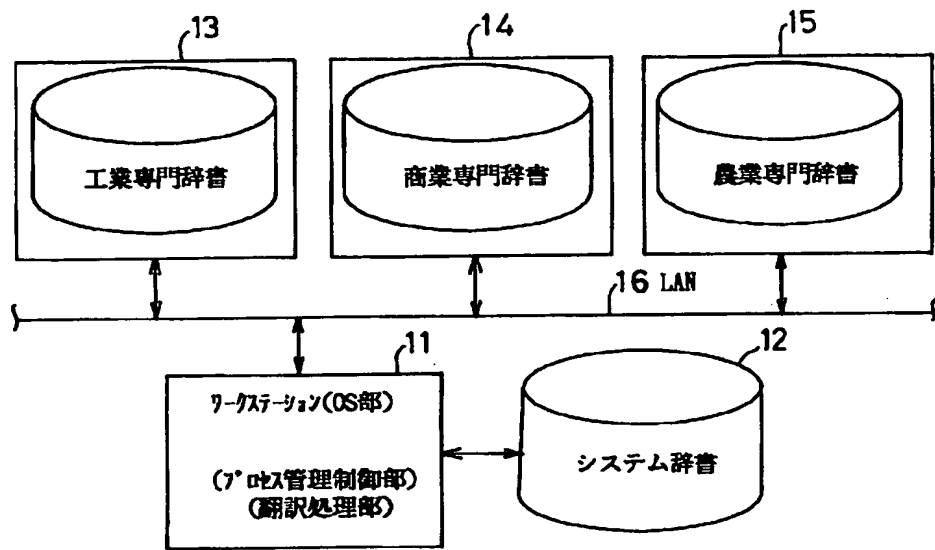 13
14
15
工業専門辞書
商業専門辞書
農業専門辞書
16 LAN
11
12
ワークステーション(OS部)
システム辞書
(プロセス管理制御部)
(翻訳処理部)